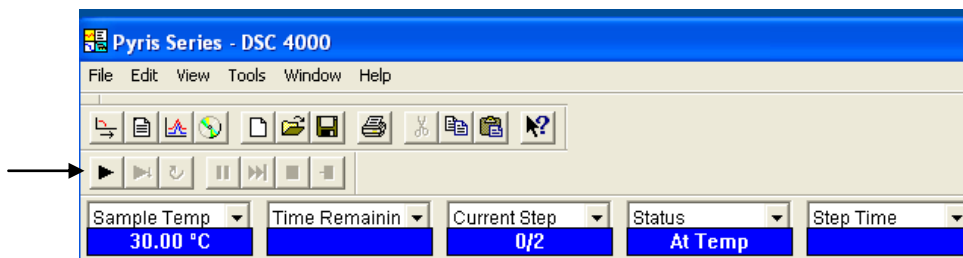 Pyris Series - DSC 4000
File Edit View Tools Window Help
Sample Temp Time Remainin Current Step Status Step Time
30.00 °C 0/2 At Temp